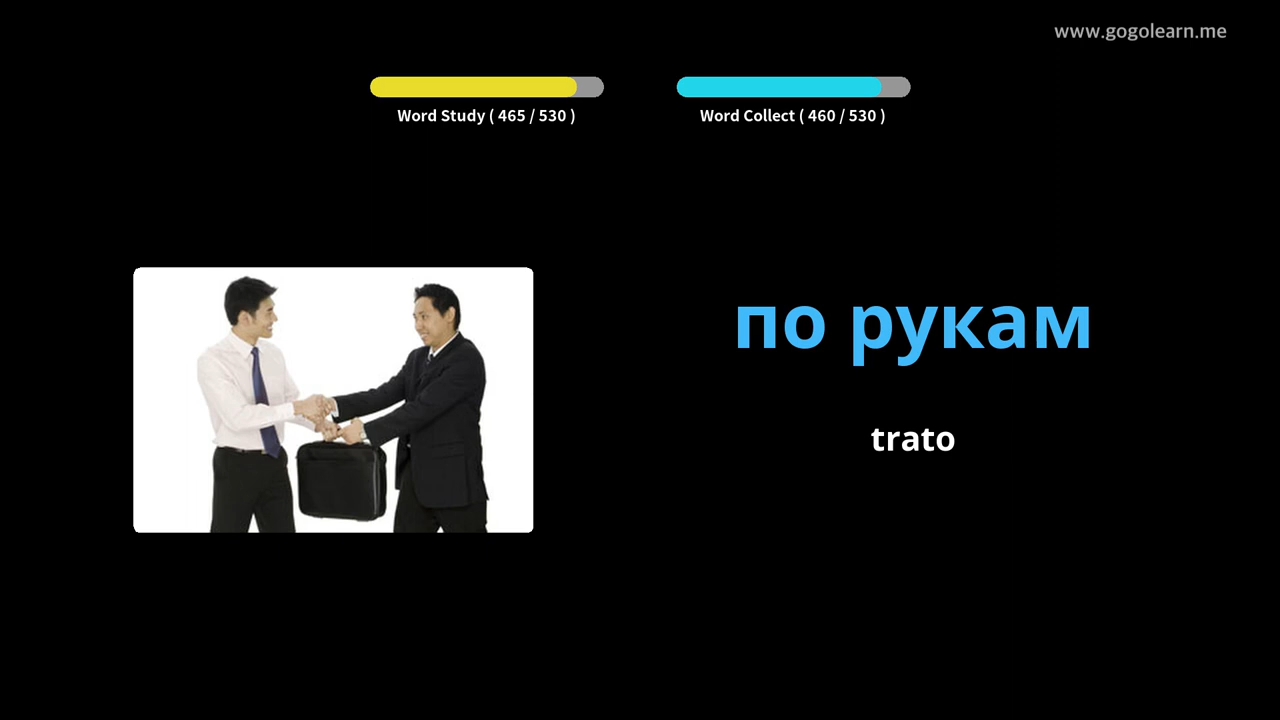 www.gogolearn.me
Word Study ( 465 / 530 )
Word Collect ( 460 / 530 )
по рукам
trato